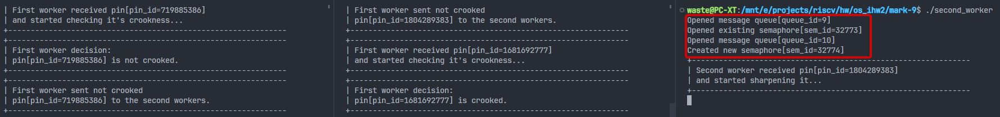 | First worker received pin[pin_id=719885386]
| and started checking it's crookness...
+--------------------------------------------------------------
+--------------------------------------------------------------
| First worker decision:
| pin[pin_id=719885386] is not crooked.
+--------------------------------------------------------------
+--------------------------------------------------------------
| First worker sent not crooked
| pin[pin_id=719885386] to the second workers.
+--------------------------------------------------------------
| First worker sent not crooked
| pin[pin_id=1804289383] to the second workers.
+--------------------------------------------------------------
+--------------------------------------------------------------
| First worker received pin[pin_id=1681692777]
| and started checking it's crookness...
+--------------------------------------------------------------
+--------------------------------------------------------------
| First worker decision:
| pin[pin_id=1681692777] is crooked.
+--------------------------------------------------------------
waste@PC-XT:/mnt/e/projects/riscv/hw/os_ihw2/mark-9$ ./second_worker
Opened message queue[queue_id=9]
Opened existing semaphore[sem_id=32773]
Opened message queue[queue_id=10]
Created new semaphore[sem_id=32774]
+--------------------------------------------------------------
| Second worker received pin[pin_id=1804289383]
| and started sharpening it...
+--------------------------------------------------------------